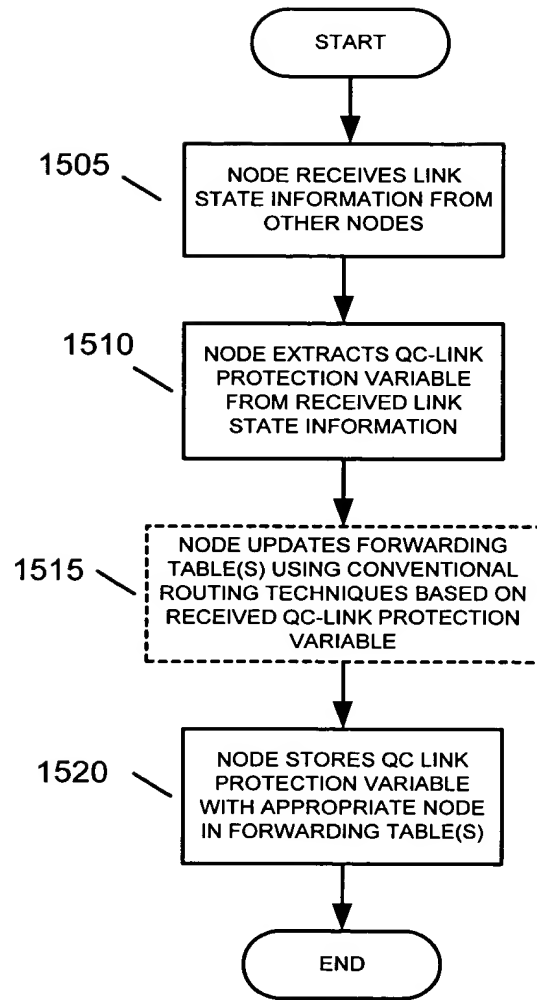 START
1505
NODE RECEIVES LINK
STATE INFORMATION FROM
OTHER NODES
1510
NODE EXTRACTS QC-LINK
PROTECTION VARIABLE
FROM RECEIVED LINK
STATE INFORMATION
1515
NODE UPDATES FORWARDING
TABLE(S) USING CONVENTIONAL
ROUTING TECHNIQUES BASED ON
RECEIVED QC-LINK PROTECTION
VARIABLE
1520
NODE STORES QC LINK
PROTECTION VARIABLE
WITH APPROPRIATE NODE
IN FORWARDING TABLE(S)
END